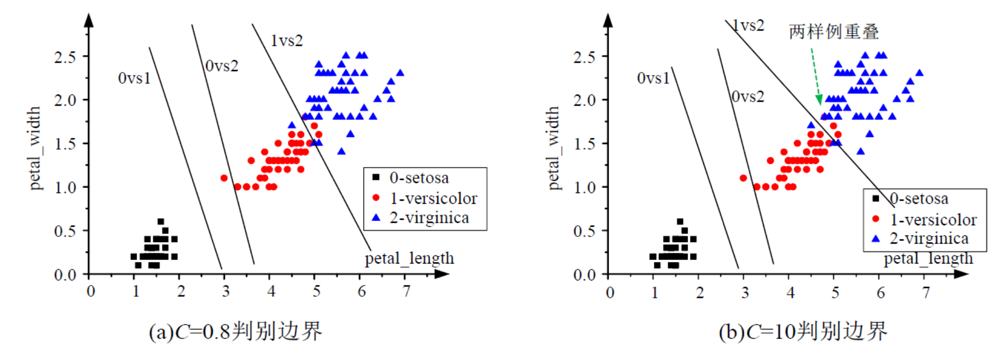 petal_width
2.5
2.0
1.5
1.0
0.5
0.0
0 1 2 3 4 5 6 7
0vs1
0vs2
1vs2
0-setosa
1-versicolor
2-virginica
petal_length
(a)C=0.8判别边界
petal_width
2.5
2.0
1.5
1.0
0.5
0.0
0 1 2 3 4 5 6 7
1vs2
两样例重叠
0vs1
0vs2
0-setosa
1-versicolor
2-virginica
petal_length
(b)C=10判别边界